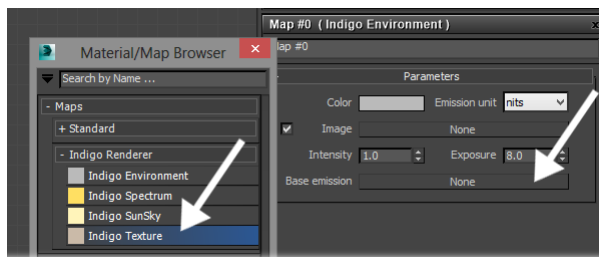 Map #0 ( Indigo Environment ) x
Material/Map Browser x
Map #0
Search by Name ...
- Parameters
- Maps
Color Emission unit nits
+ Standard
Image None
- Indigo Renderer
Intensity 1.0 Exposure 8.0
Indigo Environment
Base emission None
Indigo Spectrum
Indigo SunSky
Indigo Texture